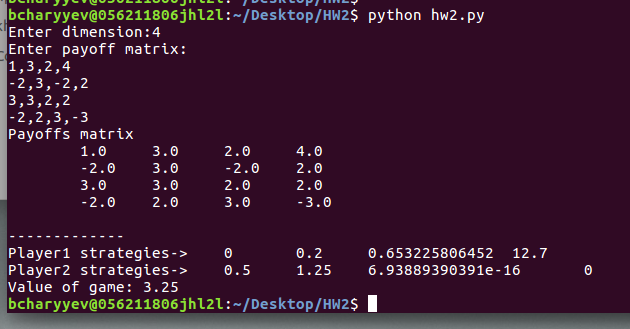 bcharyyev@056211806jhl2l:~/Desktop/HW2$ python hw2.py
Enter dimension:4
Enter payoff matrix:
1,3,2,4
-2,3,-2,2
3,3,2,2
-2,2,3,-3
Payoffs matrix
1.0 3.0 2.0 4.0
-2.0 3.0 -2.0 2.0
3.0 3.0 2.0 2.0
-2.0 2.0 3.0 -3.0
-------------
Player1 strategies-> 0 0.2 0.653225806452 12.7
Player2 strategies-> 0.5 1.25 6.93889390391e-16 0
Value of game: 3.25
bcharyyev@056211806jhl2l:~/Desktop/HW2$